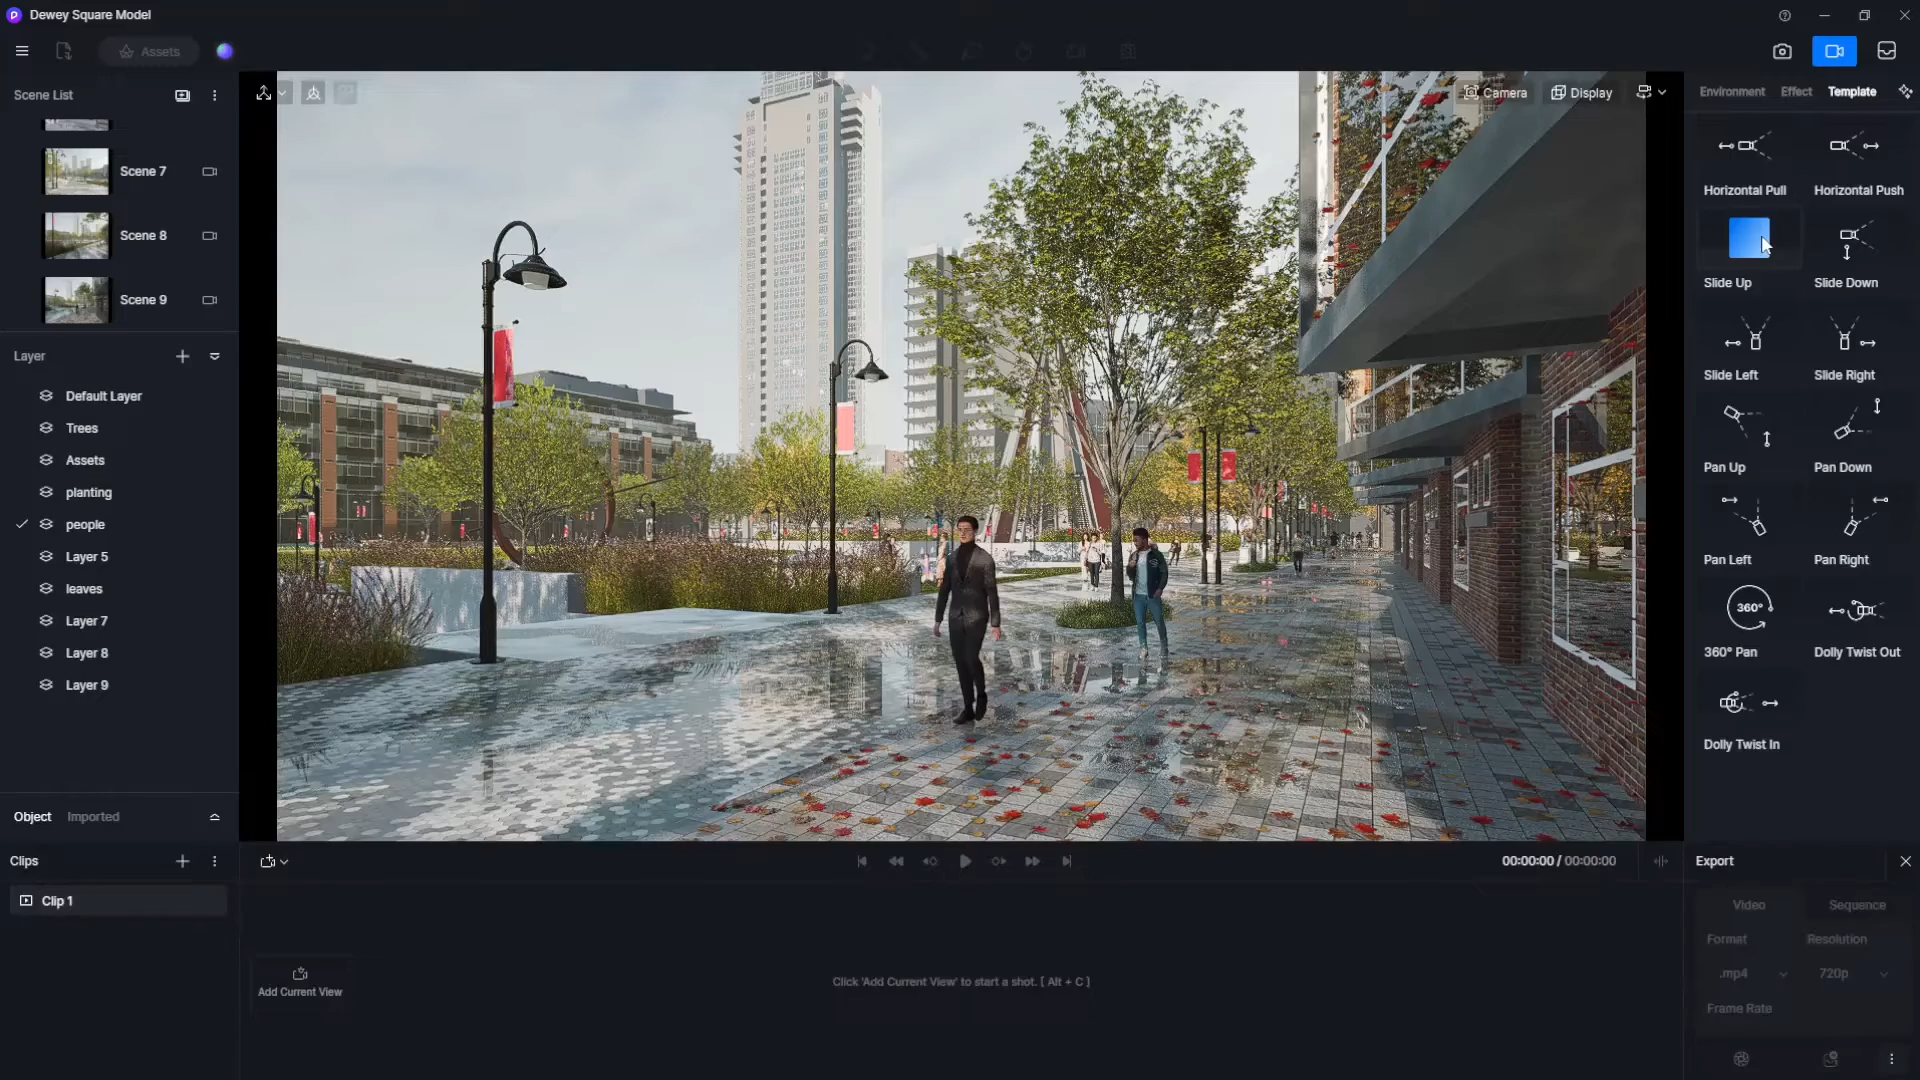 Dewey Square Model
Assets
Scene List
Scene 7
Scene 8
Scene 9
Layer
Default Layer
Trees
Assets
planting
people
Layer 5
leaves
Layer 7
Layer 8
Layer 9
Object Imported
Camera
Display
Environment Effect Template
Horizontal Pull Horizontal Push
Slide Up Slide Down
Slide Left Slide Right
Pan Up Pan Down
Pan Left Pan Right
360°
360° Pan Dolly Twist Out
Dolly Twist In
Clips
Clip 1
00:00:00 / 00:00:00
Add Current View
Click 'Add Current View' to start a shot. [ Alt + C ]
Export
Video Sequence
Format Resolution
.mp4 720p
Frame Rate